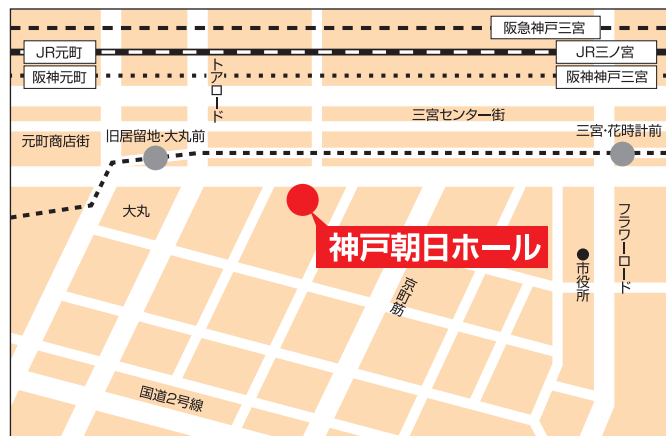 阪急神戸三宮
JR元町
JR三ノ宮
阪神元町
阪神神戸三宮
トアロード
三宮センター街
元町商店街
旧居留地・大丸前
三宮・花時計前
大丸
神戸朝日ホール
フラワーロード
市役所
京町筋
国道2号線